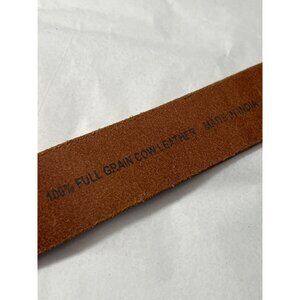 100% FULL GRAIN COW LEATHER MADE IN INDIA